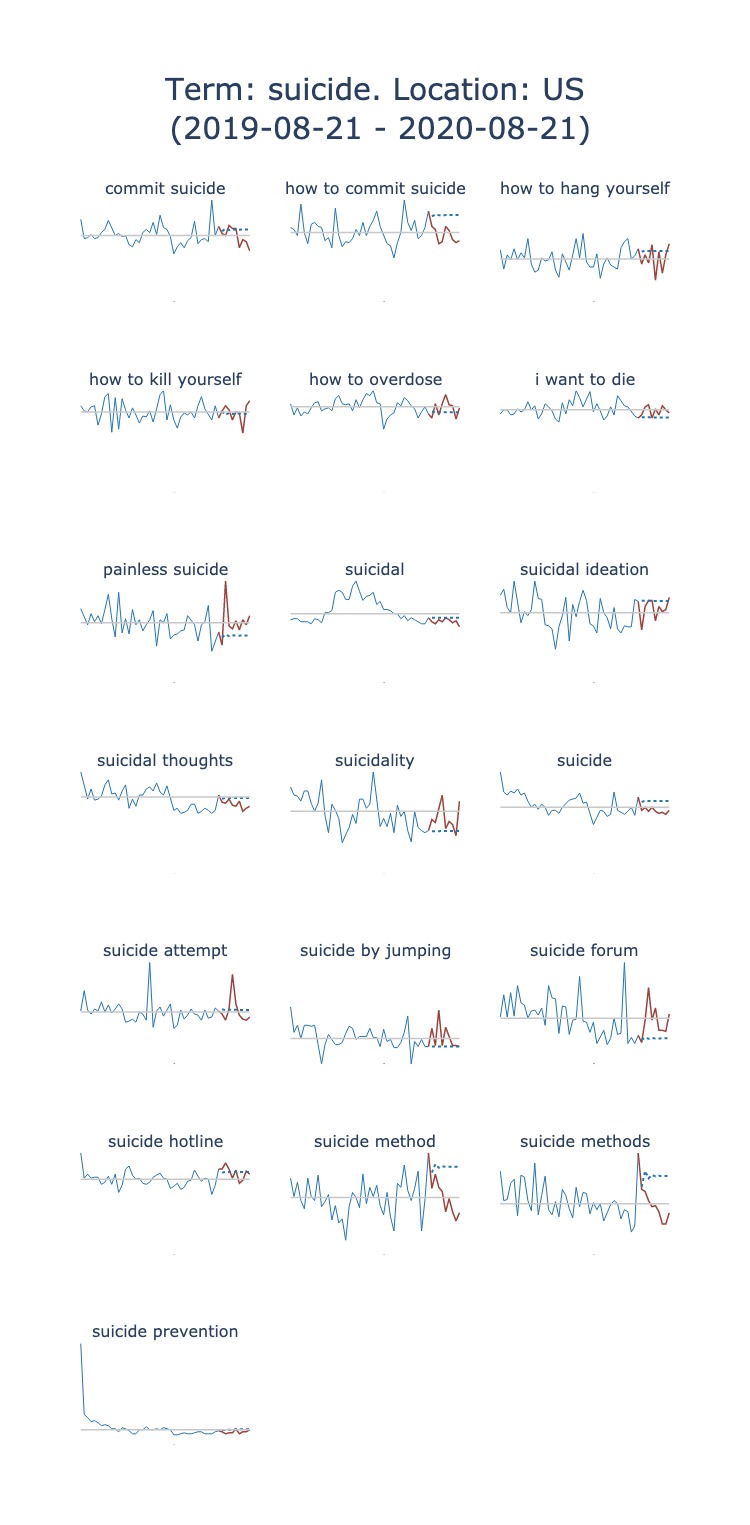 Term: suicide. Location: US
(2019-08-21 - 2020-08-21)
commit suicide
how to commit suicide
how to hang yourself
how to kill yourself
how to overdose
i want to die
painless suicide
suicidal
suicidal ideation
suicidal thoughts
suicidality
suicide
suicide attempt
suicide by jumping
suicide forum
suicide hotline
suicide method
suicide methods
suicide prevention